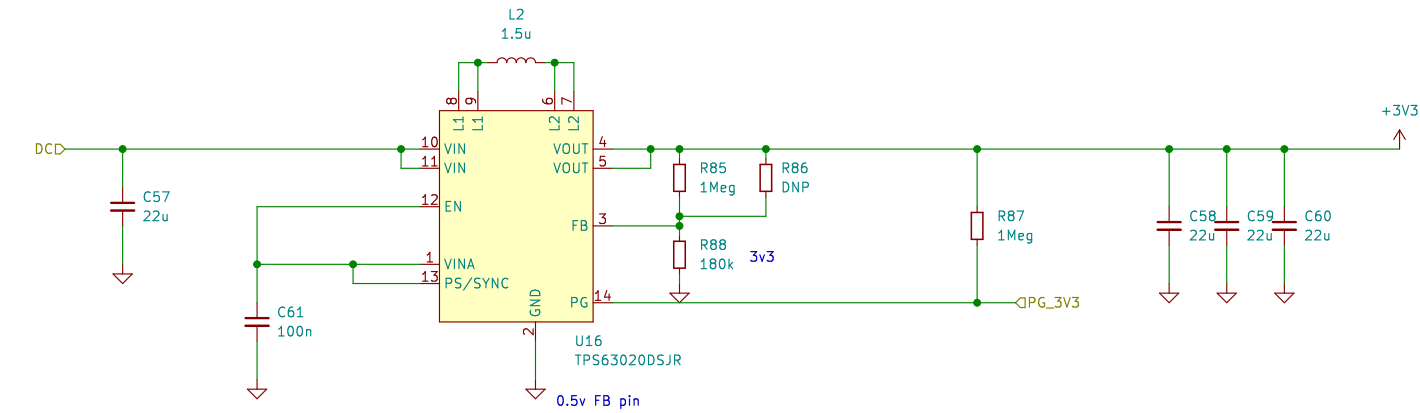 L2
1.5u
8
9
6
7
L1
L1
L2
L2
+3V3
DC
10
VIN
VOUT
4
11
VIN
VOUT
5
R85
1Meg
R86
DNP
C57
22u
12
EN
FB
3
R87
1Meg
C58
22u
C59
22u
C60
22u
R88
180k
3v3
1
VINA
13
PS/SYNC
GND
PG
14
PG_3V3
C61
100n
2
U16
TPS63020DSJR
0.5v FB pin